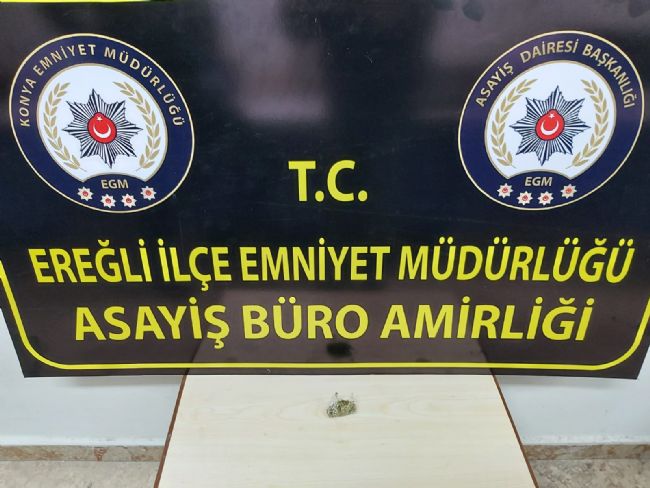 KONYA EMNİYET MÜDÜRLÜĞÜ
EGM
ASAYİŞ DAİRESİ BAŞKANLIĞI
EGM
T.C.
EREĞLİ İLÇE EMNİYET MÜDÜRLÜĞÜ
ASAYİŞ BÜRO AMİRLİĞİ